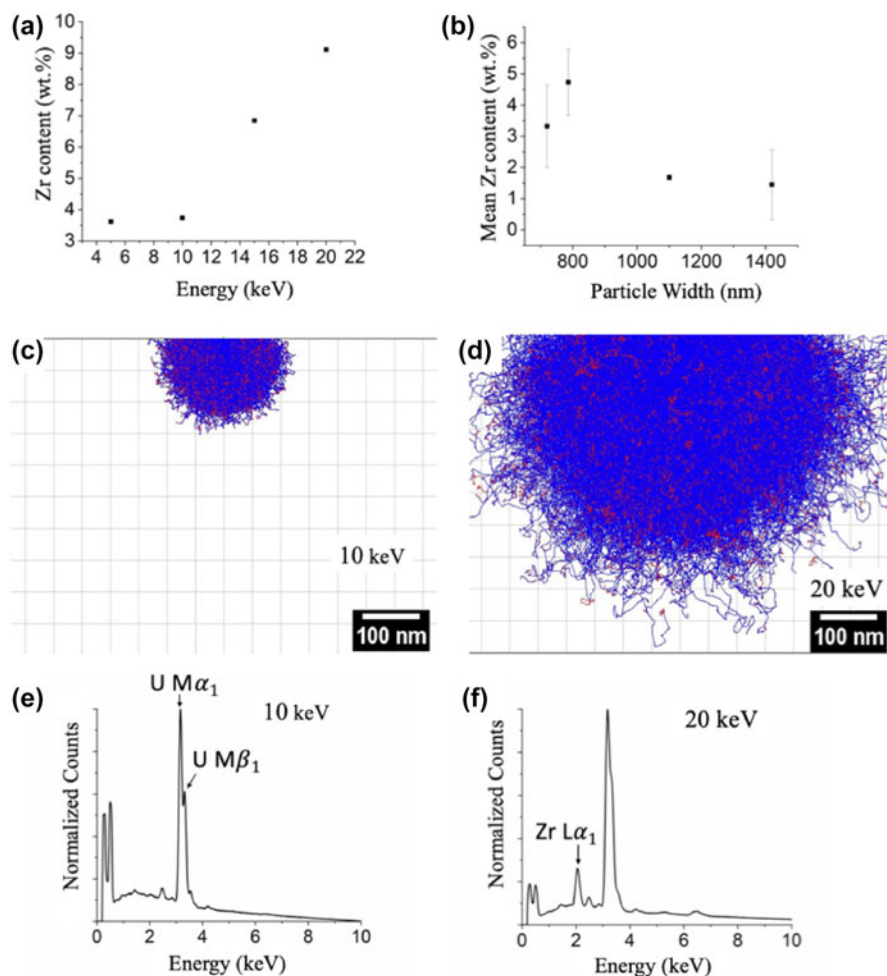 (a)
Zr content (wt.%)
10
9
8
7
6
5
4
3
4 6 8 10 12 14 16 18 20 22
Energy (keV)
(b)
Mean Zr content (wt.%)
6
5
4
3
2
1
0
800 1000 1200 1400
Particle Width (nm)
(c)
10 keV
100 nm
(d)
20 keV
100 nm
(e)
U Mα₁
10 keV
U Mβ₁
Normalized Counts
0 2 4 6 8 10
Energy (keV)
(f)
20 keV
Zr Lα₁
Normalized Counts
0 2 4 6 8 10
Energy (keV)